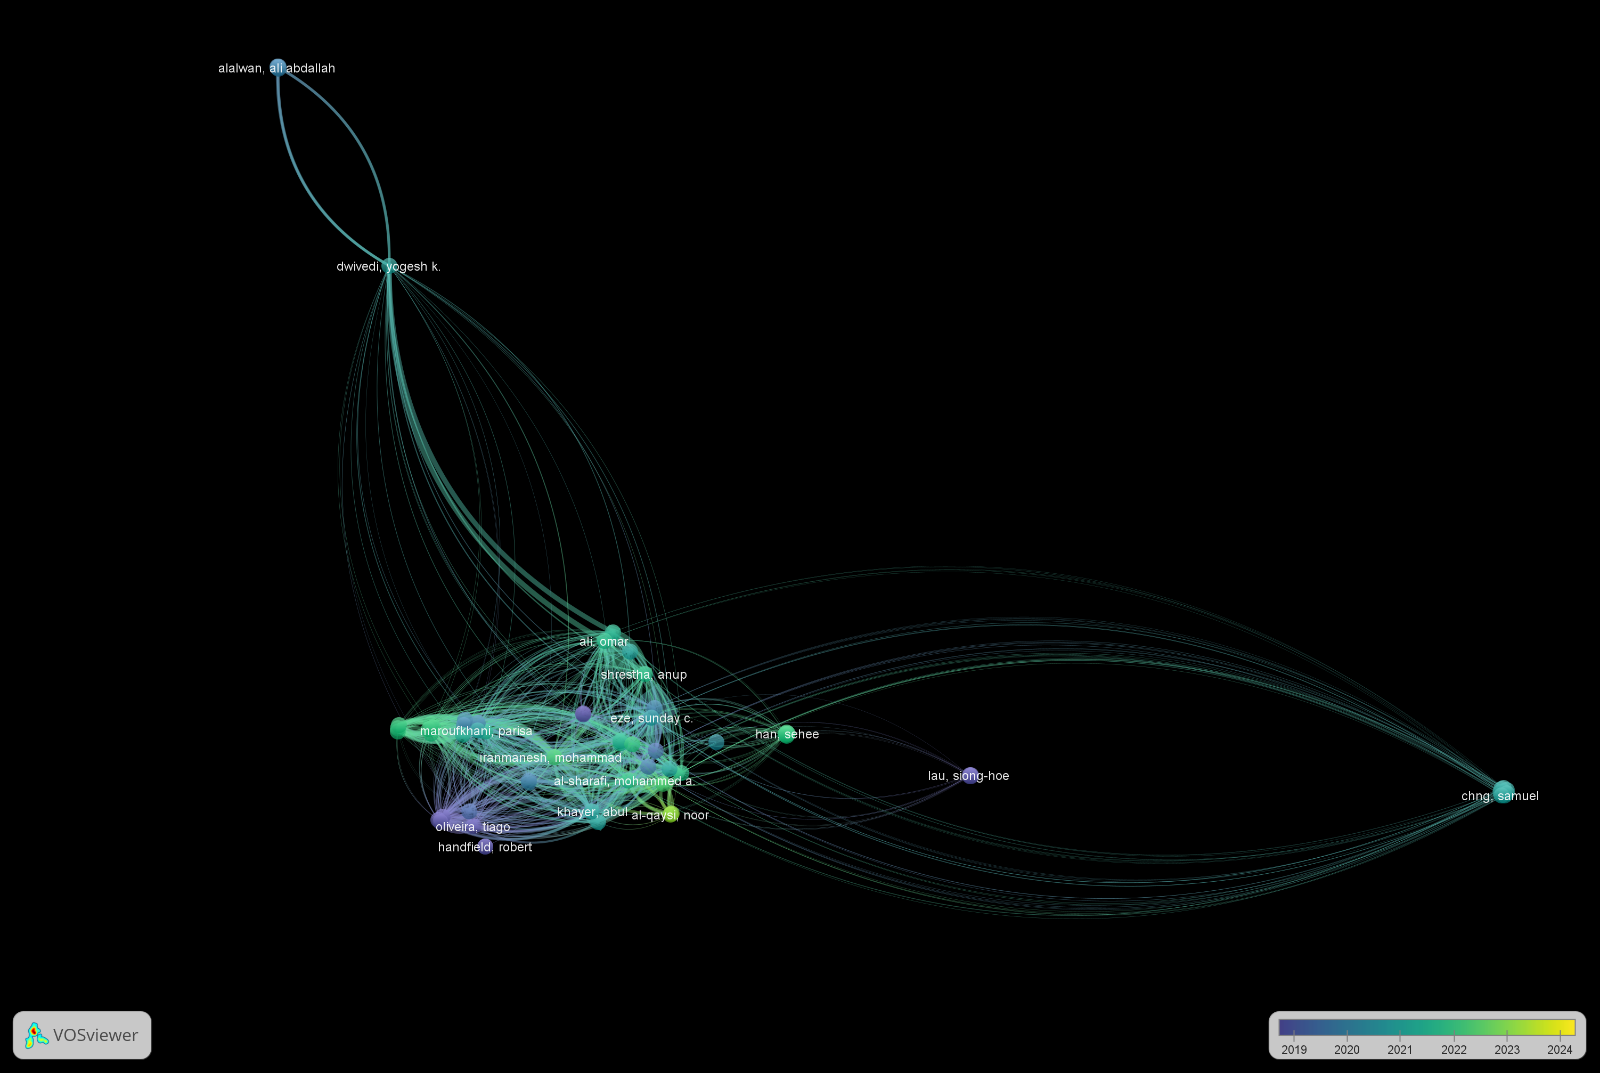 alalwan, ali abdallah
dwivedi, yogesh k.
ali, omar
shrestha, anup
eze, sunday c.
maroufkhani, parisa
han, sehee
iranmanesh, mohammad
al-sharafi, mohammed a.
lau, siong-hoe
chng, samuel
khayer, abul
al-qaysi, noor
oliveira, tiago
handfield, robert
VOSviewer
2019 2020 2021 2022 2023 2024